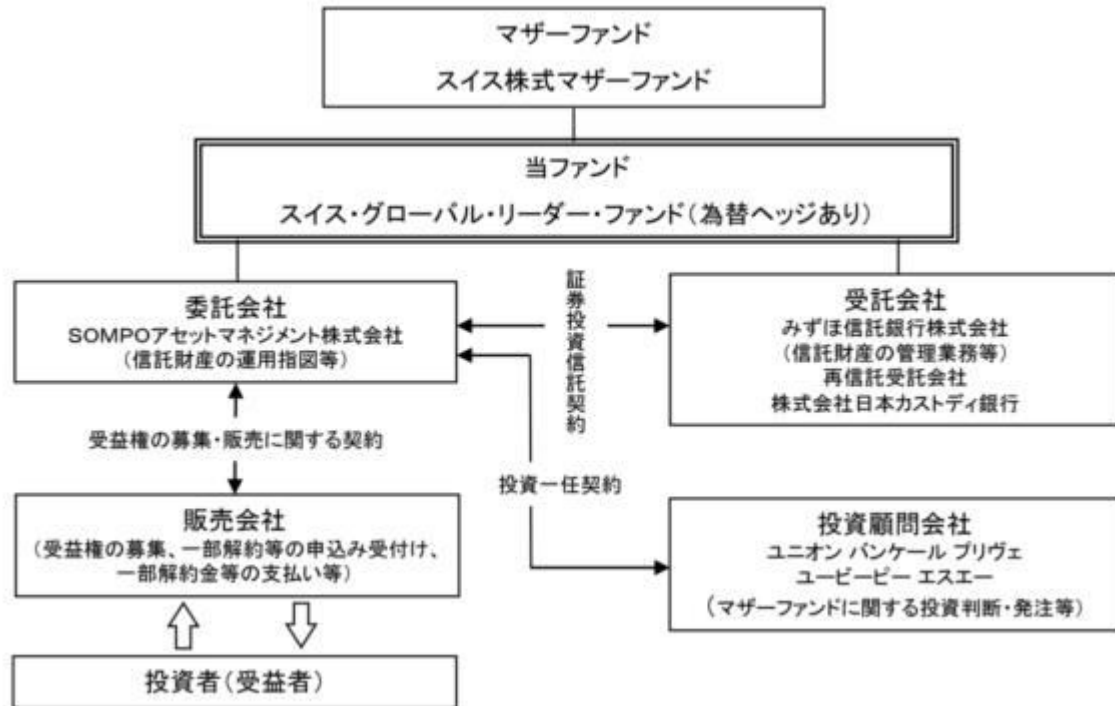 マザーファンド
スイス株式マザーファンド
当ファンド
スイス・グローバル・リーダー・ファンド(為替ヘッジあり)
委託会社
SOMPOアセットマネジメント株式会社
(信託財産の運用指図等)
証券投資信託契約
受託会社
みずほ信託銀行株式会社
(信託財産の管理業務等)
再信託受託会社
株式会社日本カストディ銀行
受益権の募集・販売に関する契約
投資一任契約
販売会社
(受益権の募集、一部解約等の申込み受付け、
一部解約金等の支払い等)
投資顧問会社
ユニオン バンケール プリヴェ
ユービーピー エスエー
(マザーファンドに関する投資判断・発注等)
投資者(受益者)